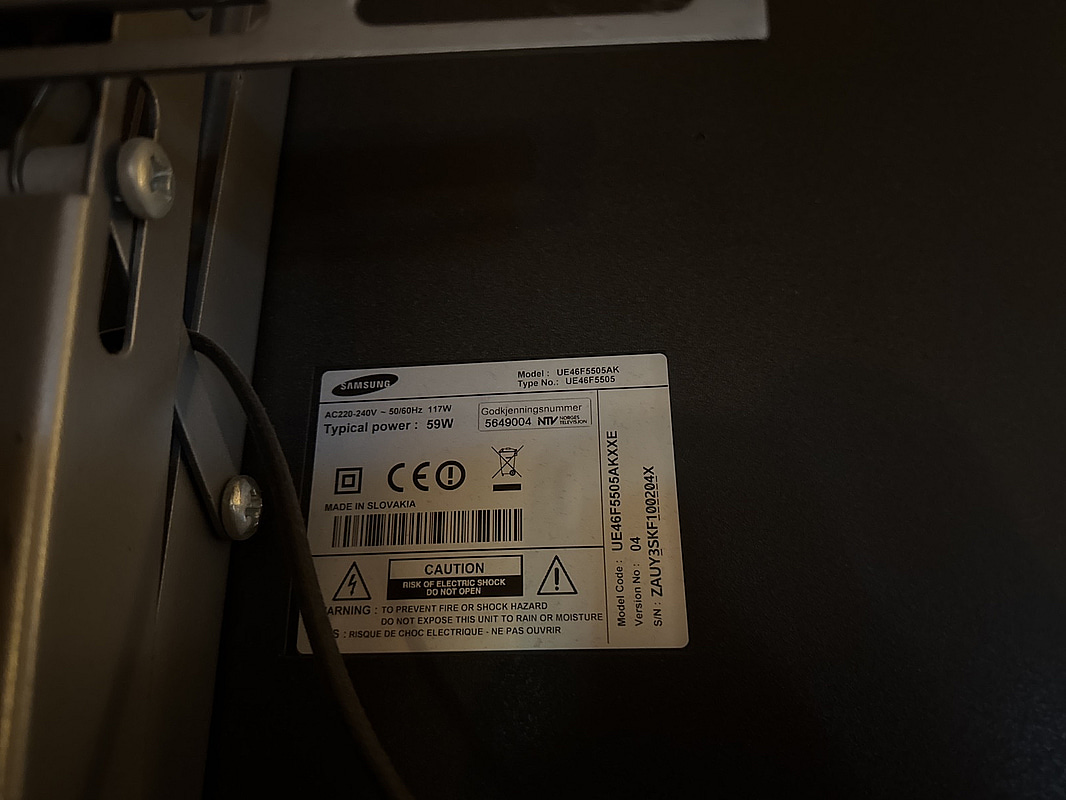 SAMSUNG
Model : UE46F5505AK
Type No.: UE46F5505
AC220-240V ~ 50/60Hz 117W
Typical power : 59W
Godkjenningsnummer
5649004 NTV NORGES TELEVISJON
CE
MADE IN SLOVAKIA
CAUTION
RISK OF ELECTRIC SHOCK
DO NOT OPEN
ARNING : TO PREVENT FIRE OR SHOCK HAZARD
DO NOT EXPOSE THIS UNIT TO RAIN OR MOISTURE
S : RISQUE DE CHOC ELECTRIQUE - NE PAS OUVRIR
Model Code : UE46F5505AKXXE
Version No : 04
S/N : ZAUY3SKF100204X